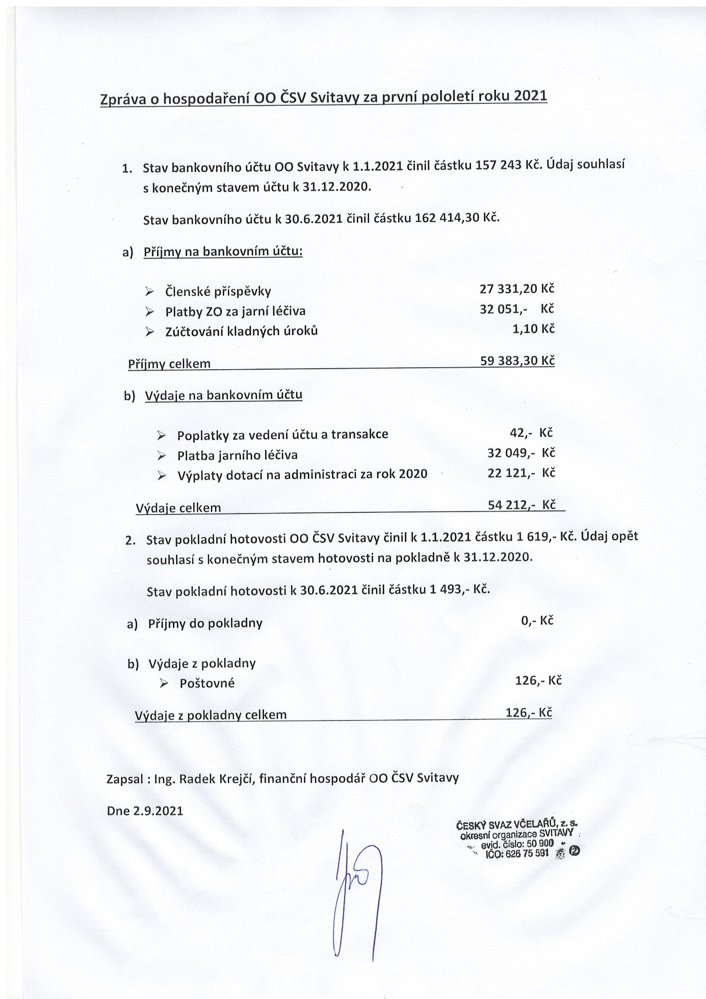 Zpráva o hospodaření OO ČSV Svitavy za první pololetí roku 2021
1. Stav bankovního účtu OO Svitavy k 1.1.2021 činil částku 157 243 Kč. Údaj souhlasí
s konečným stavem účtu k 31.12.2020.
Stav bankovního účtu k 30.6.2021 činil částku 162 414,30 Kč.
a) Příjmy na bankovním účtu:
➢ Členské příspěvky 27 331,20 Kč
➢ Platby ZO za jarní léčiva 32 051,- Kč
➢ Zúčtování kladných úroků 1,10 Kč
Příjmy celkem 59 383,30 Kč
b) Výdaje na bankovním účtu
➢ Poplatky za vedení účtu a transakce 42,- Kč
➢ Platba jarního léčiva 32 049,- Kč
➢ Výplaty dotací na administraci za rok 2020 22 121,- Kč
Výdaje celkem 54 212,- Kč
2. Stav pokladní hotovosti OO ČSV Svitavy činil k 1.1.2021 částku 1 619,- Kč. Údaj opět
souhlasí s konečným stavem hotovosti na pokladně k 31.12.2020.
Stav pokladní hotovosti k 30.6.2021 činil částku 1 493,- Kč.
a) Příjmy do pokladny 0,- Kč
b) Výdaje z pokladny
➢ Poštovné 126,- Kč
Výdaje z pokladny celkem 126,- Kč
Zapsal : Ing. Radek Krejčí, finanční hospodář OO ČSV Svitavy
Dne 2.9.2021
ČESKÝ SVAZ VČELAŘŮ, z. s.
okresní organizace SVITAVY
evid. číslo: 50 900
IČO: 626 75 591 ②